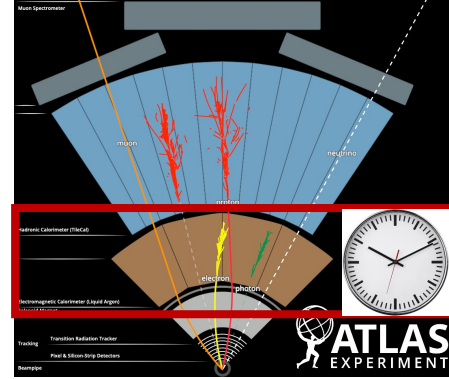 Muon Spectrometer
muon
neutrino
proton
Hadronic Calorimeter (TileCal)
electron
photon
Electromagnetic Calorimeter (Liquid Argon)
Tracking
Transition Radiation Tracker
Pixel & Silicon-Strip Detectors
Beampipe
ATLAS
EXPERIMENT